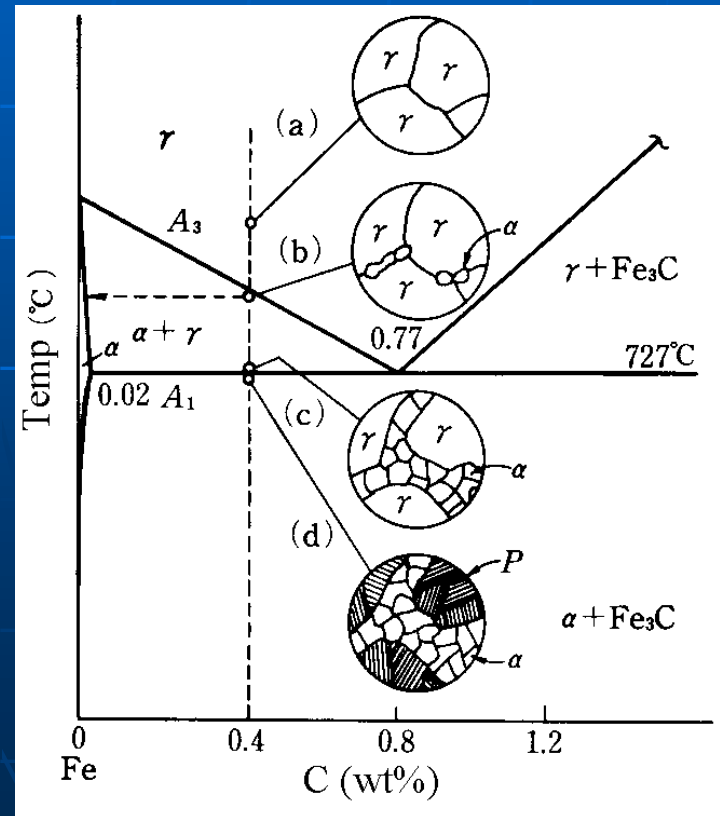 γ
γ
(a)
γ
γ
A₃
γ
γ
α
(b)
γ
γ+Fe₃C
Temp (℃)
α+γ
α
0.77
727℃
0.02 A₁
(c)
γ
γ
α
γ
(d)
P
α+Fe₃C
α
0
0.4
0.8
1.2
Fe
C (wt%)